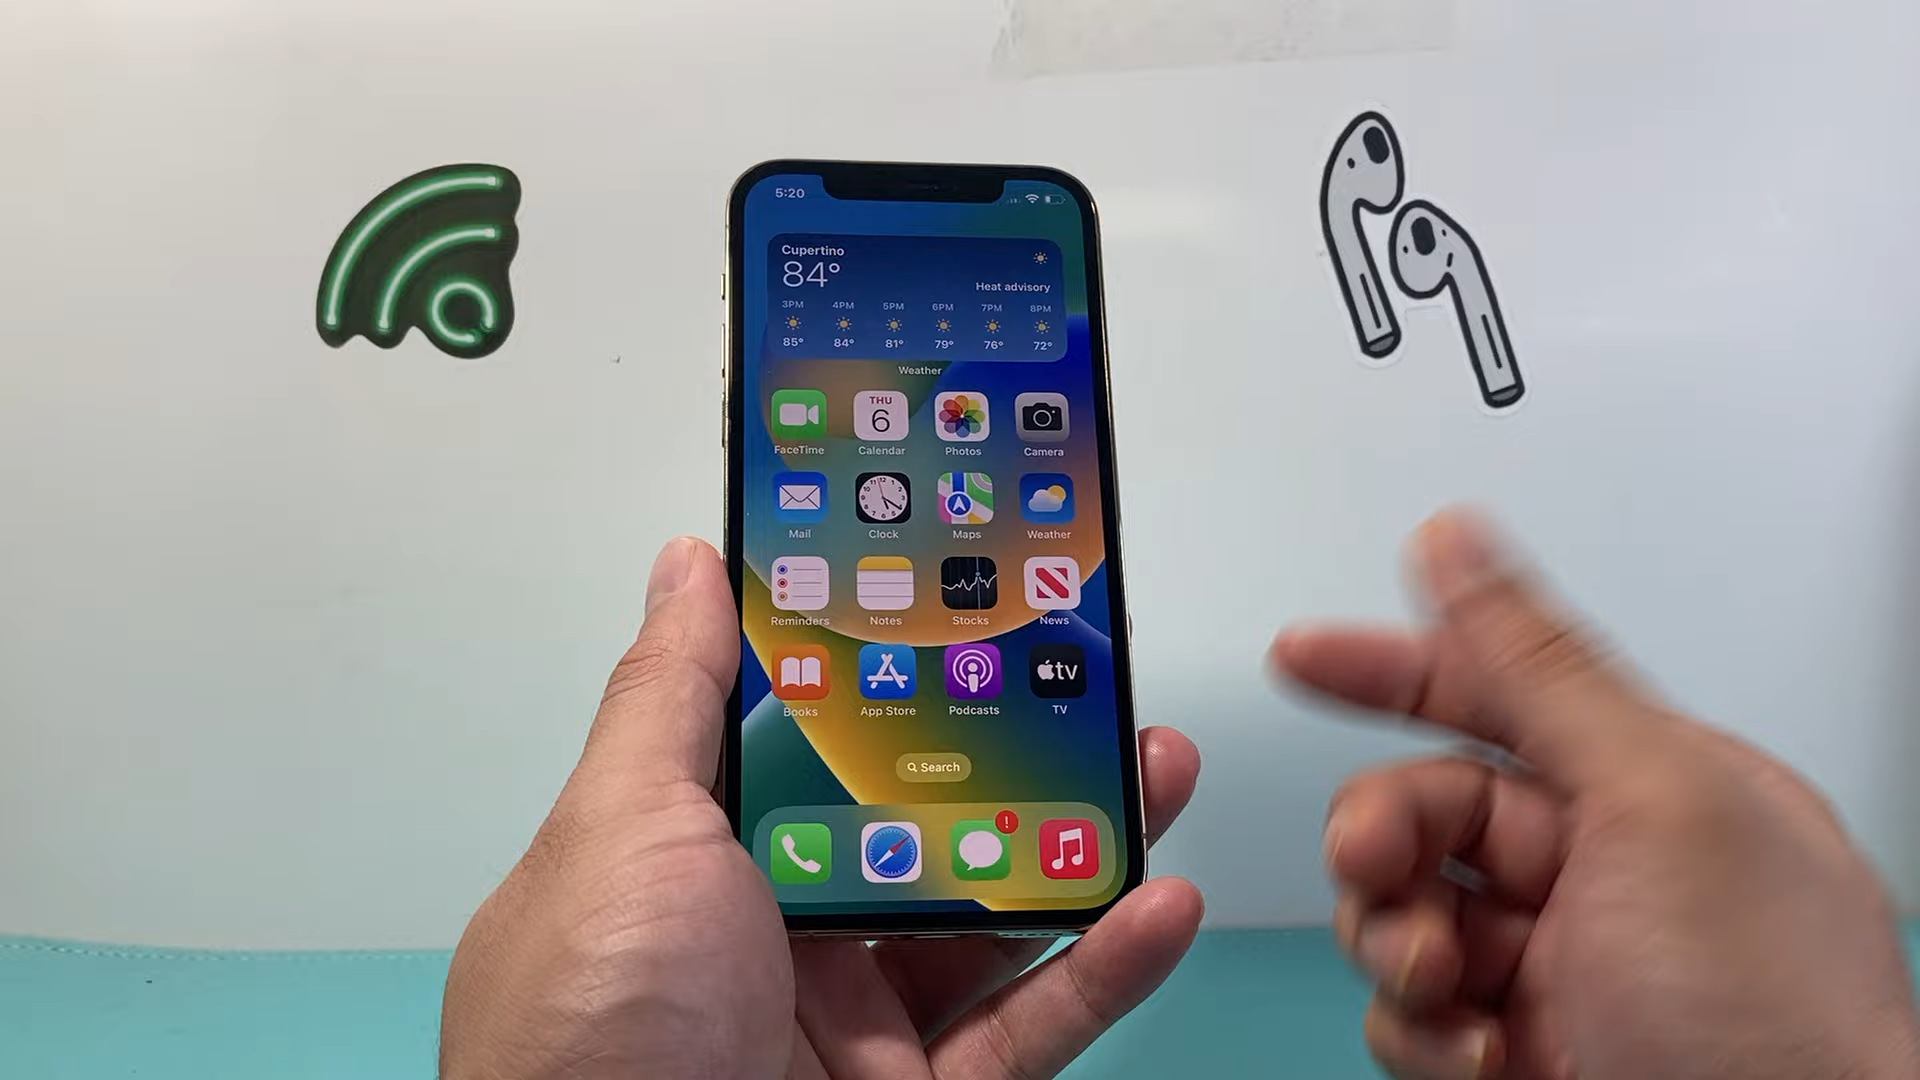 5:20
Cupertino
84°
Heat advisory
3PM 4PM 5PM 6PM 7PM 8PM
85° 84° 81° 79° 76° 72°
Weather
THU
6
FaceTime Calendar Photos Camera
Mail Clock Maps Weather
Reminders Notes Stocks News
tv
Books App Store Podcasts TV
Search
!